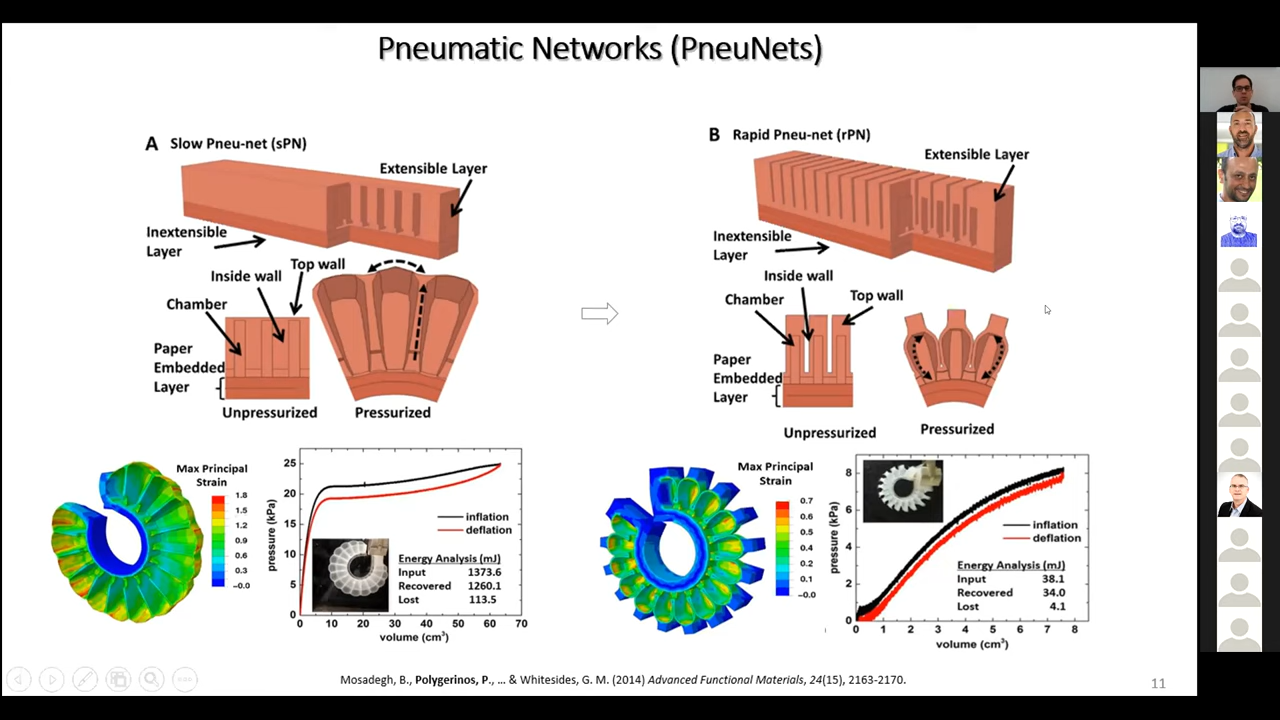 Pneumatic Networks (PneuNets)
A Slow Pneu-net (sPN)
Extensible Layer
Inextensible
Layer
Top wall
Inside wall
Chamber
Paper
Embedded
Layer
Unpressurized
Pressurized
B Rapid Pneu-net (rPN)
Extensible Layer
Inextensible
Layer
Inside wall
Chamber
Top wall
Paper
Embedded
Layer
Unpressurized
Pressurized
Max Principal
Strain
1.8
1.5
1.2
0.9
0.6
0.3
–0.0
pressure (kPa)
25
20
15
10
5
0
inflation
deflation
Energy Analysis (mJ)
Input 1373.6
Recovered 1260.1
Lost 113.5
0 10 20 30 40 50 60 70
volume (cm³)
Max Principal
Strain
0.7
0.6
0.5
0.4
0.2
0.1
–0.0
pressure (kPa)
8
6
4
2
0
inflation
deflation
Energy Analysis (mJ)
Input 38.1
Recovered 34.0
Lost 4.1
0 1 2 3 4 5 6 7 8
volume (cm³)
Mosadegh, B., Polygerinos, P., ... & Whitesides, G. M. (2014) Advanced Functional Materials, 24(15), 2163-2170.
11